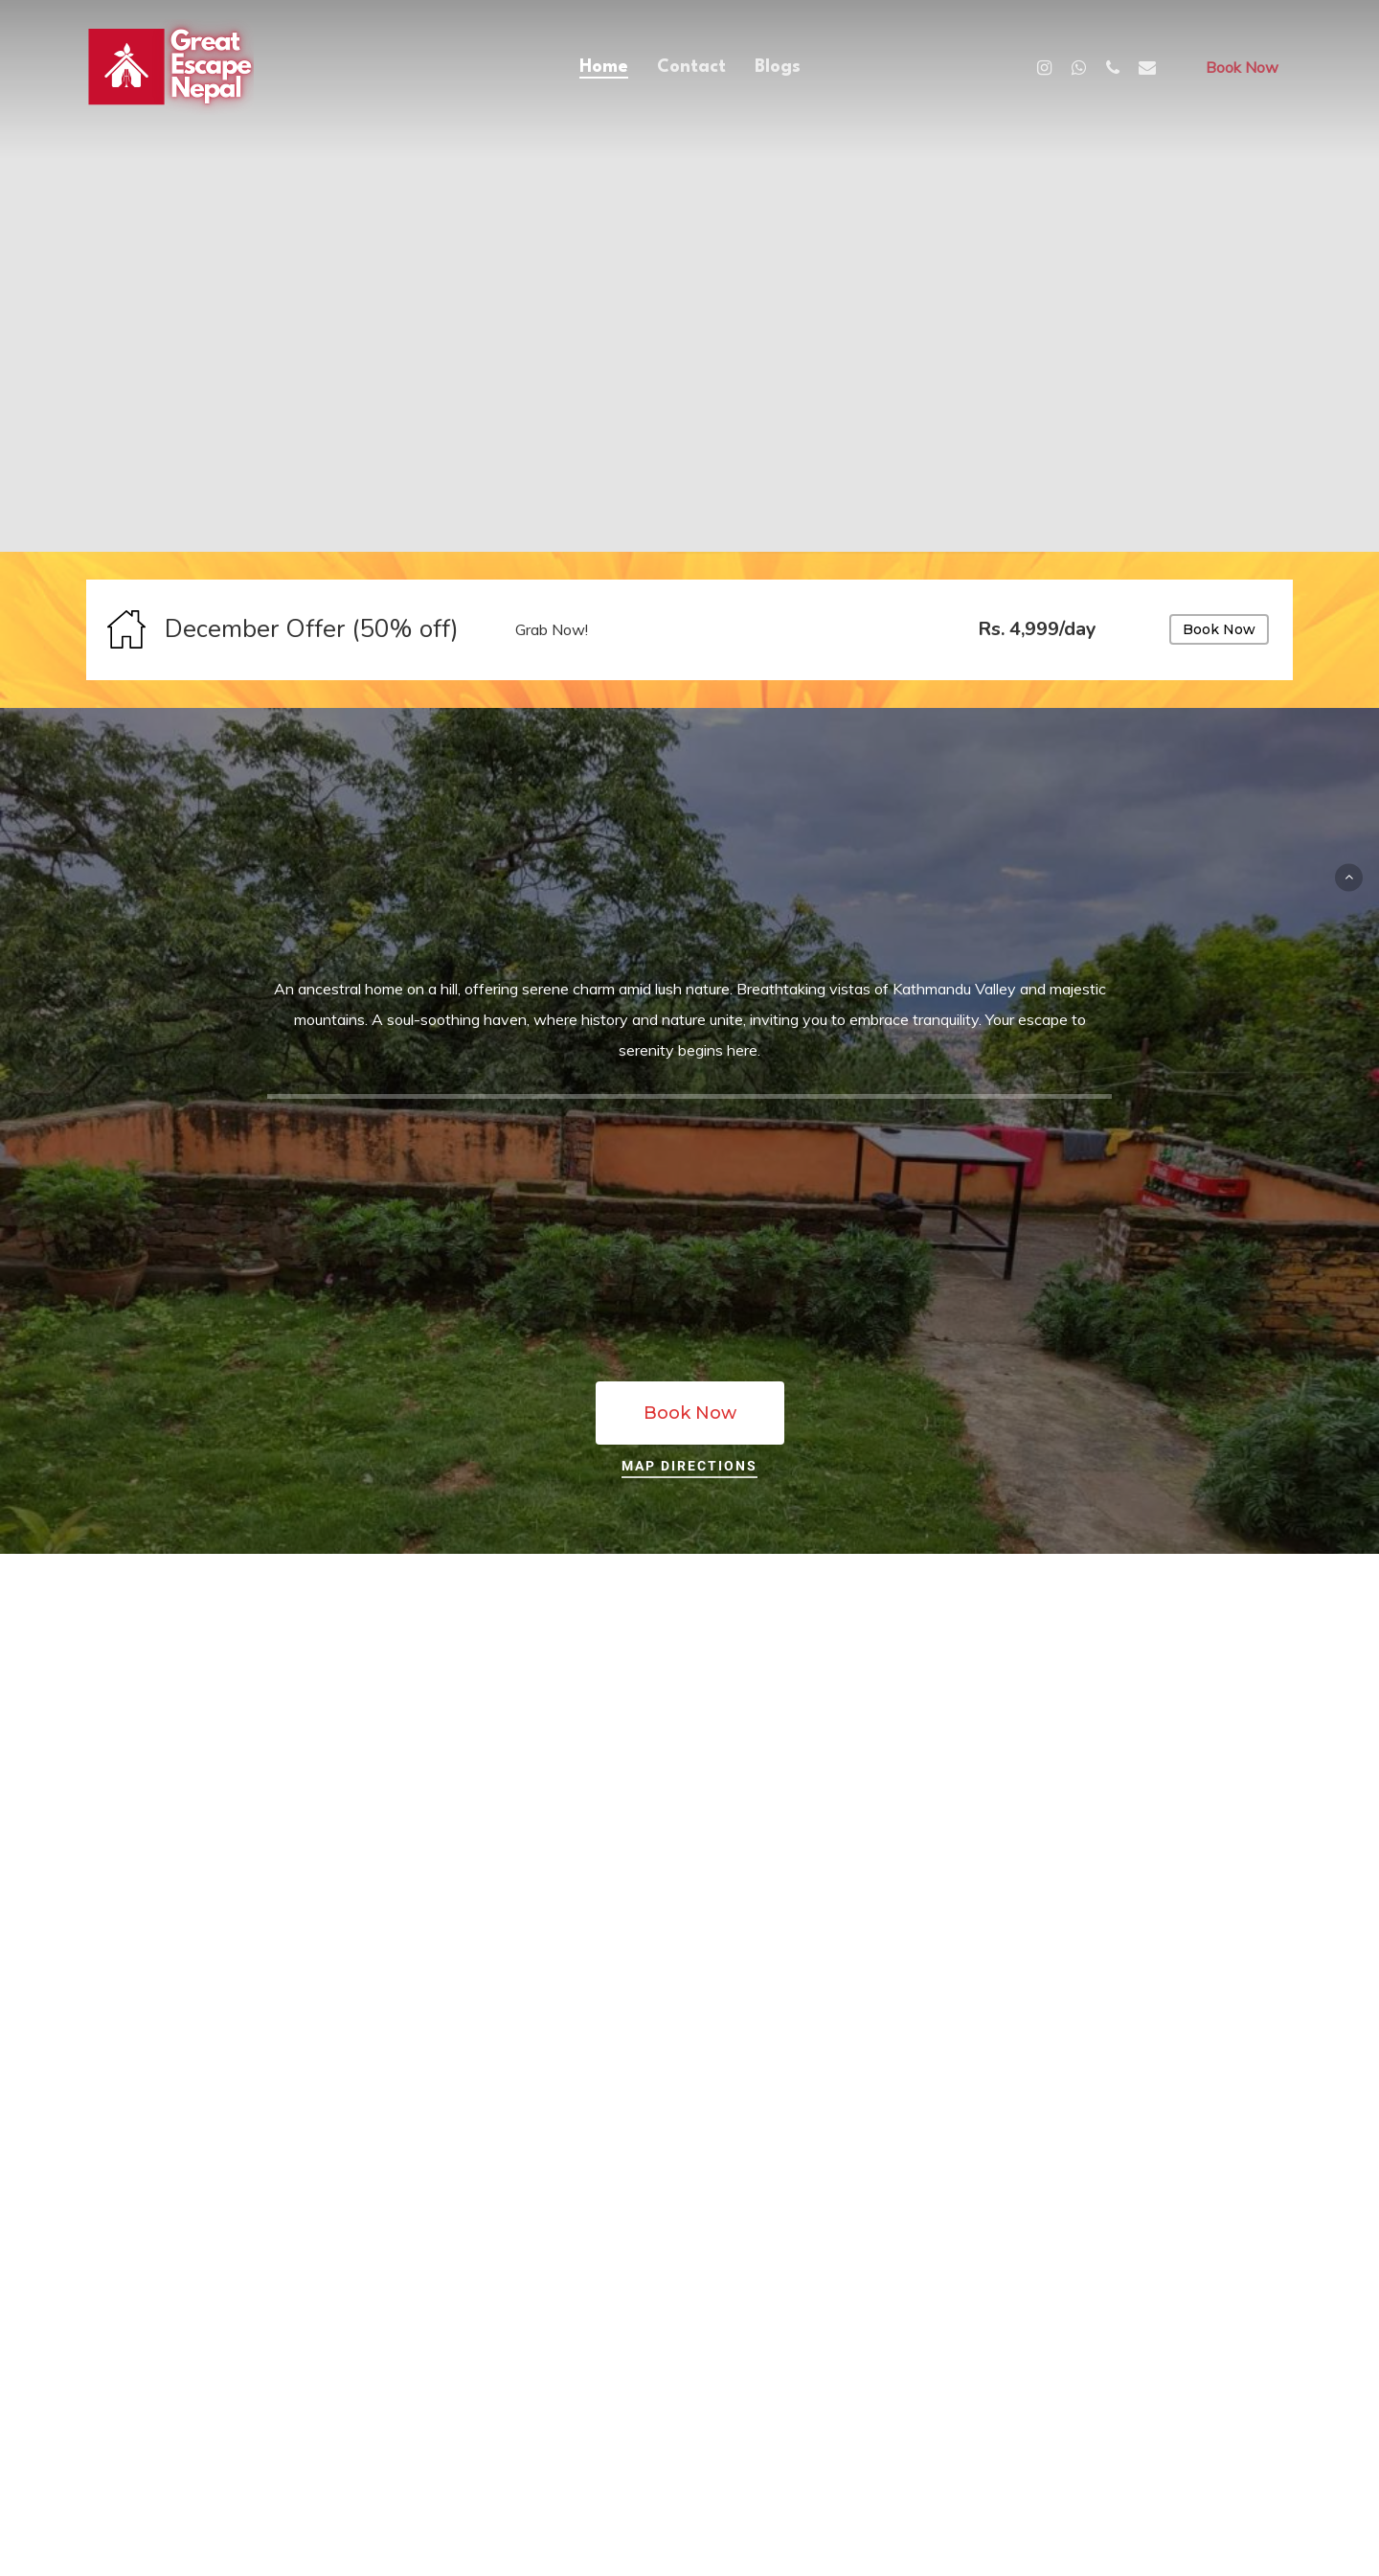 Great
Escape
Nepal
Home
Contact
Blogs
Book Now
December Offer (50% off)
Grab Now!
Rs. 4,999/day
Book Now
An ancestral home on a hill, offering serene charm amid lush nature. Breathtaking vistas of Kathmandu Valley and majestic
mountains. A soul-soothing haven, where history and nature unite, inviting you to embrace tranquility. Your escape to
serenity begins here.
Book Now
MAP DIRECTIONS